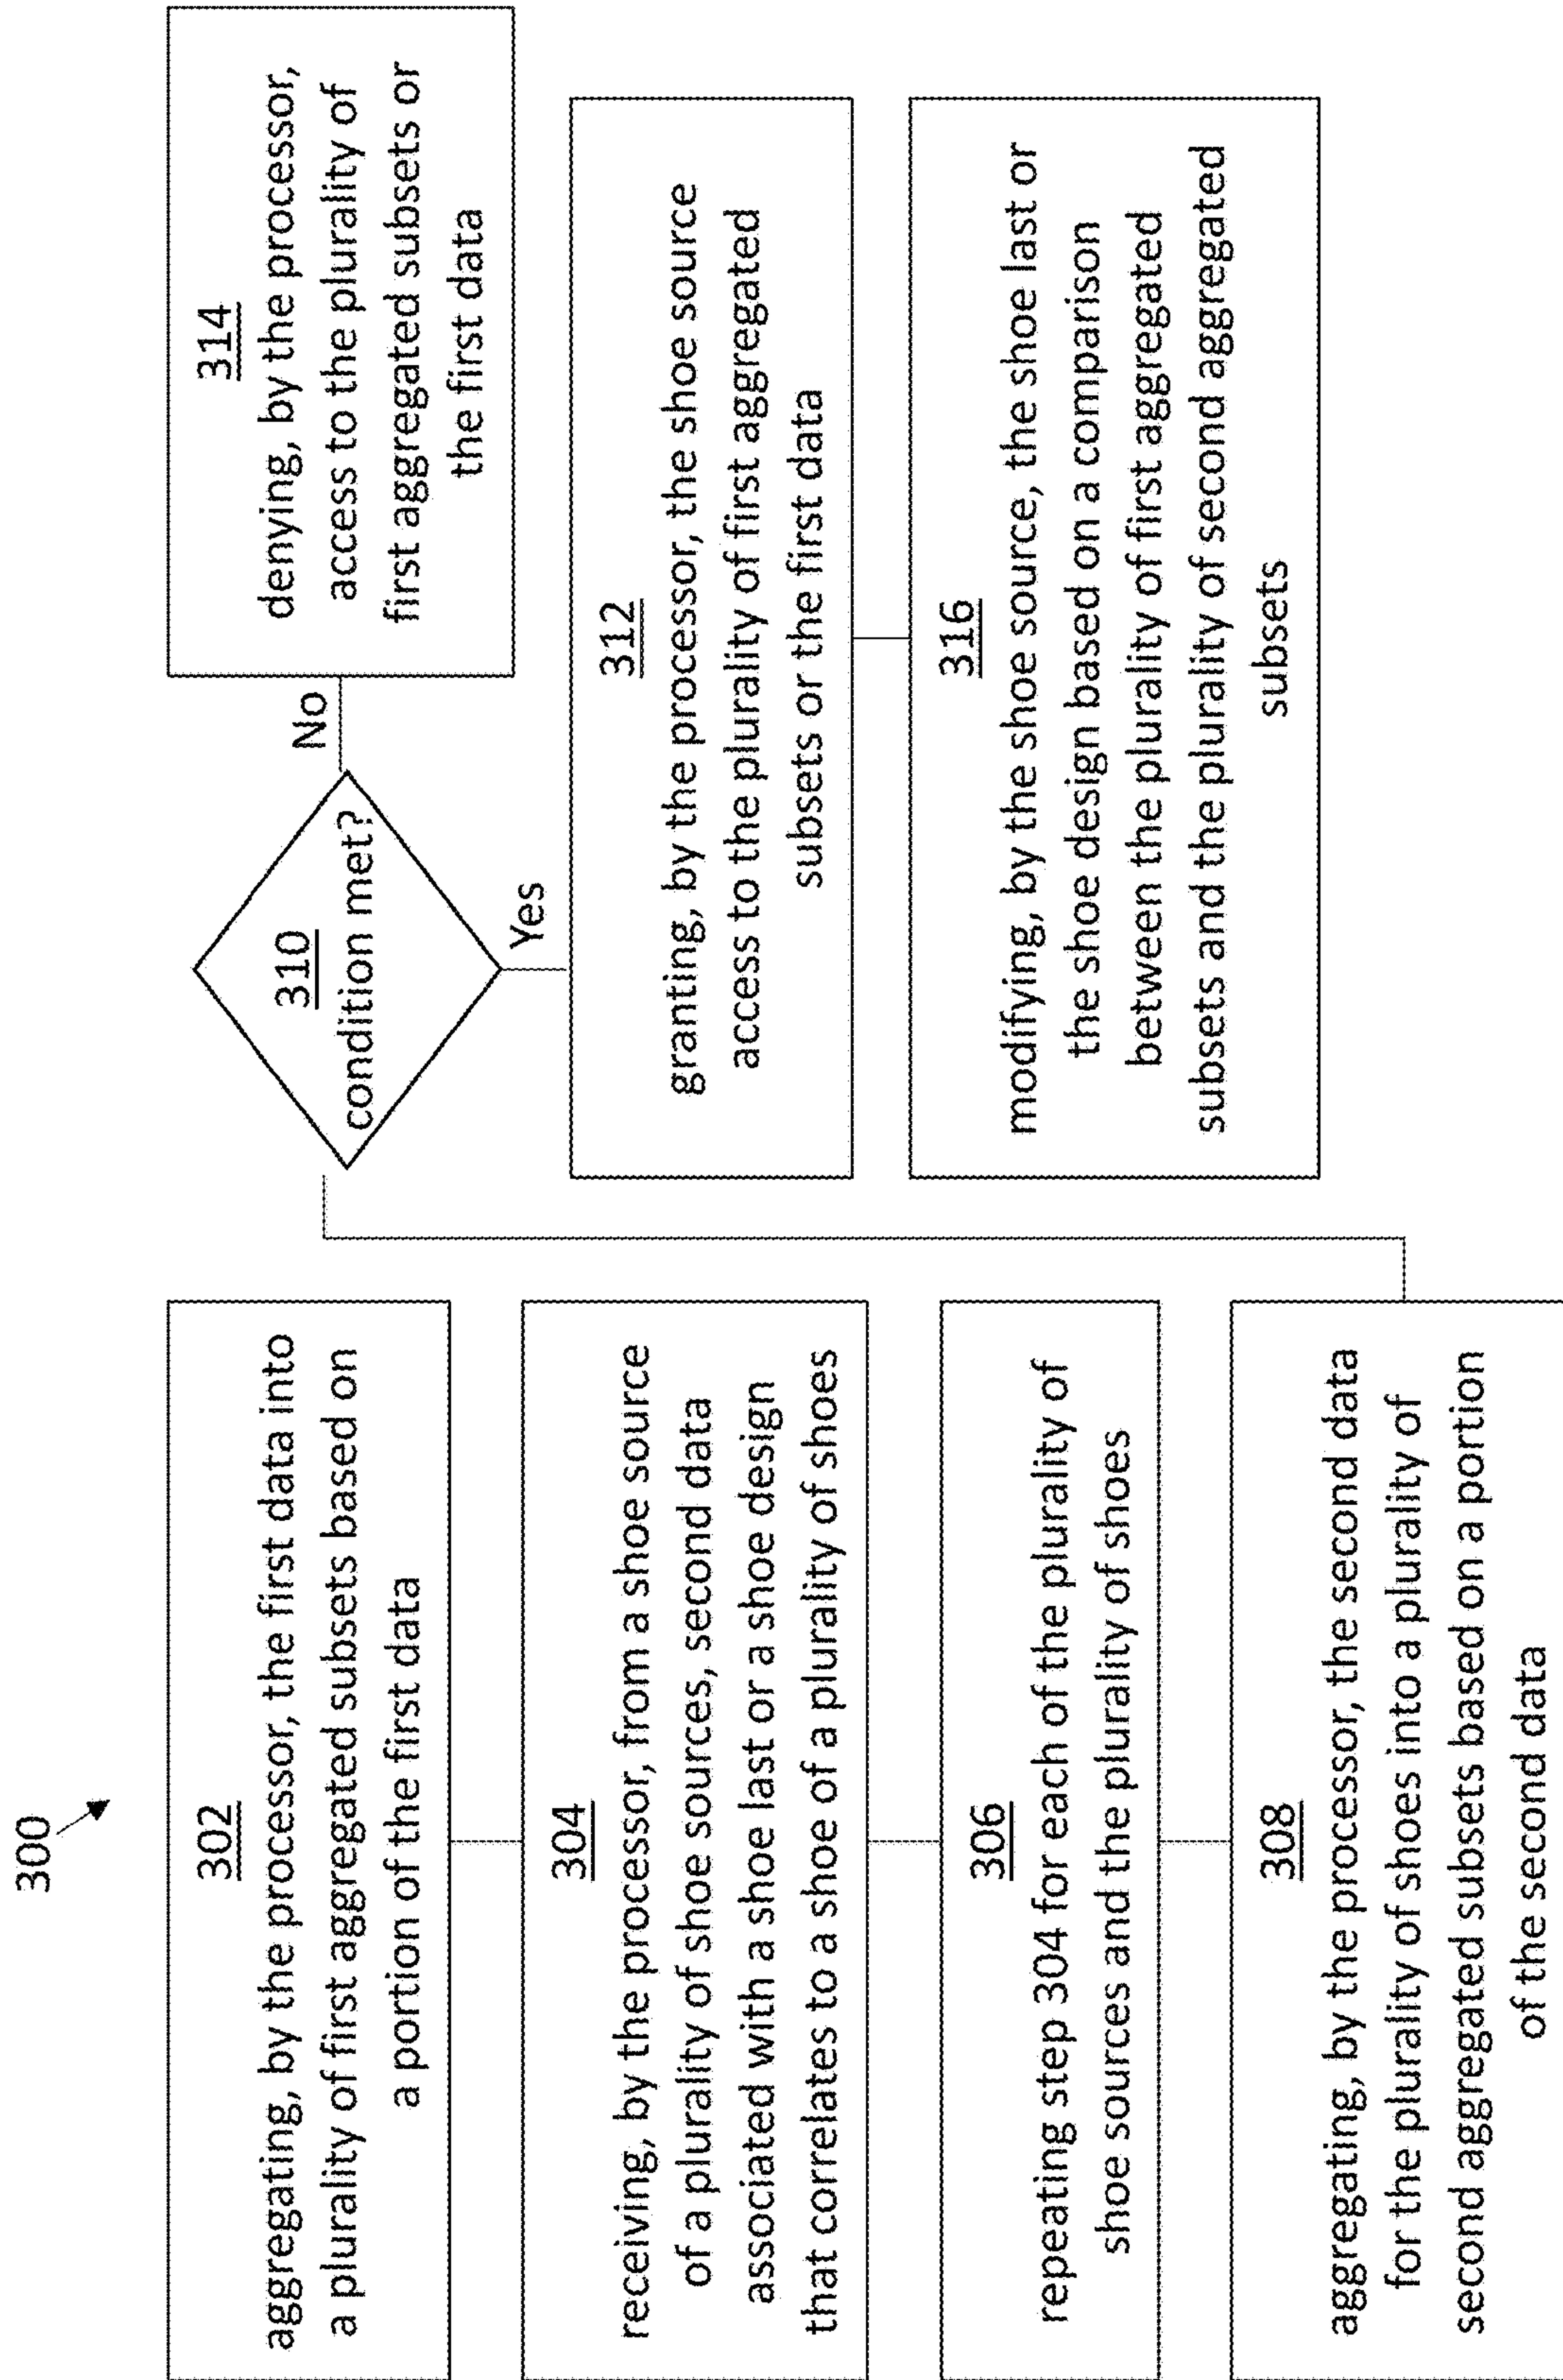 300
302
aggregating, by the processor, the first data into
a plurality of first aggregated subsets based on
a portion of the first data
304
receiving, by the processor, from a shoe source
of a plurality of shoe sources, second data
associated with a shoe last or a shoe design
that correlates to a shoe of a plurality of shoes
306
repeating step 304 for each of the plurality of
shoe sources and the plurality of shoes
308
aggregating, by the processor, the second data
for the plurality of shoes into a plurality of
second aggregated subsets based on a portion
of the second data
310
condition met?
No
Yes
314
denying, by the processor,
access to the plurality of
first aggregated subsets or
the first data
312
granting, by the processor, the shoe source
access to the plurality of first aggregated
subsets or the first data
316
modifying, by the shoe source, the shoe last or
the shoe design based on a comparison
between the plurality of first aggregated
subsets and the plurality of second aggregated
subsets